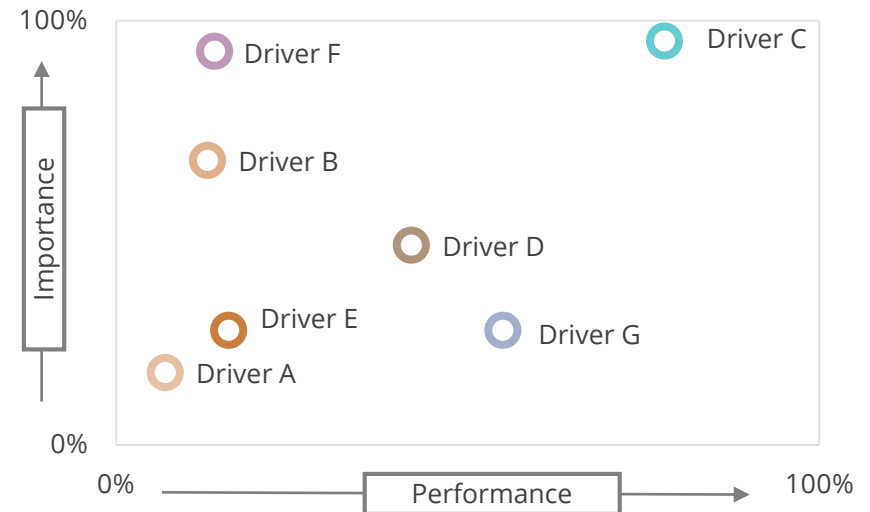 100%
Driver F
Driver C
Importance
Driver B
Driver D
Driver E
Driver G
Driver A
0%
0%
Performance
100%